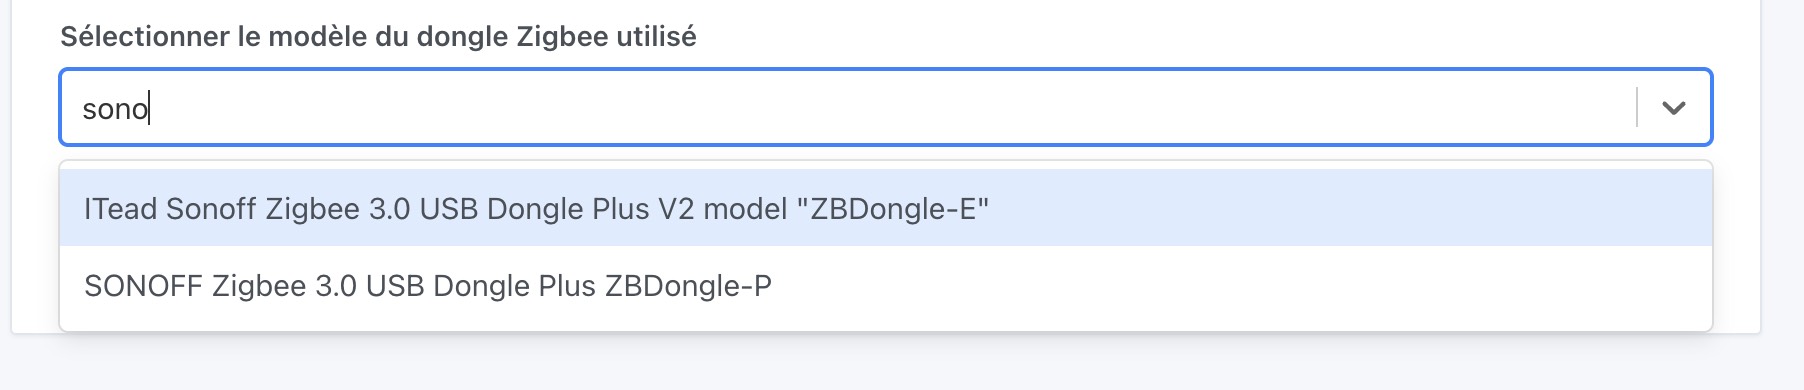 Sélectionner le modèle du dongle Zigbee utilisé
sono
ITead Sonoff Zigbee 3.0 USB Dongle Plus V2 model "ZBDongle-E"
SONOFF Zigbee 3.0 USB Dongle Plus ZBDongle-P